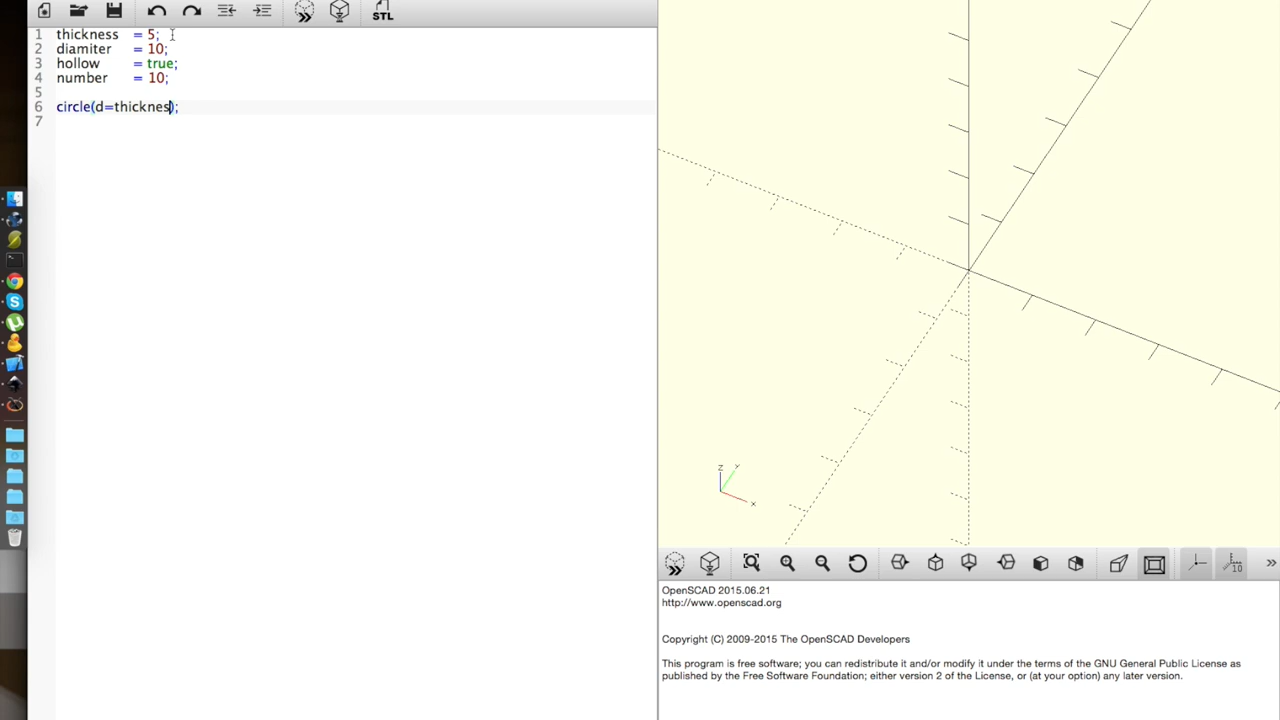 STL
1 thickness = 5;
2 diamiter = 10;
3 hollow = true;
4 number = 10;
5
6 circle(d=thicknes);
7
Z Y
X
10 »
OpenSCAD 2015.06.21
http://www.openscad.org
Copyright (C) 2009-2015 The OpenSCAD Developers
This program is free software; you can redistribute it and/or modify it under the terms of the GNU General Public License as
published by the Free Software Foundation; either version 2 of the License, or (at your option) any later version.